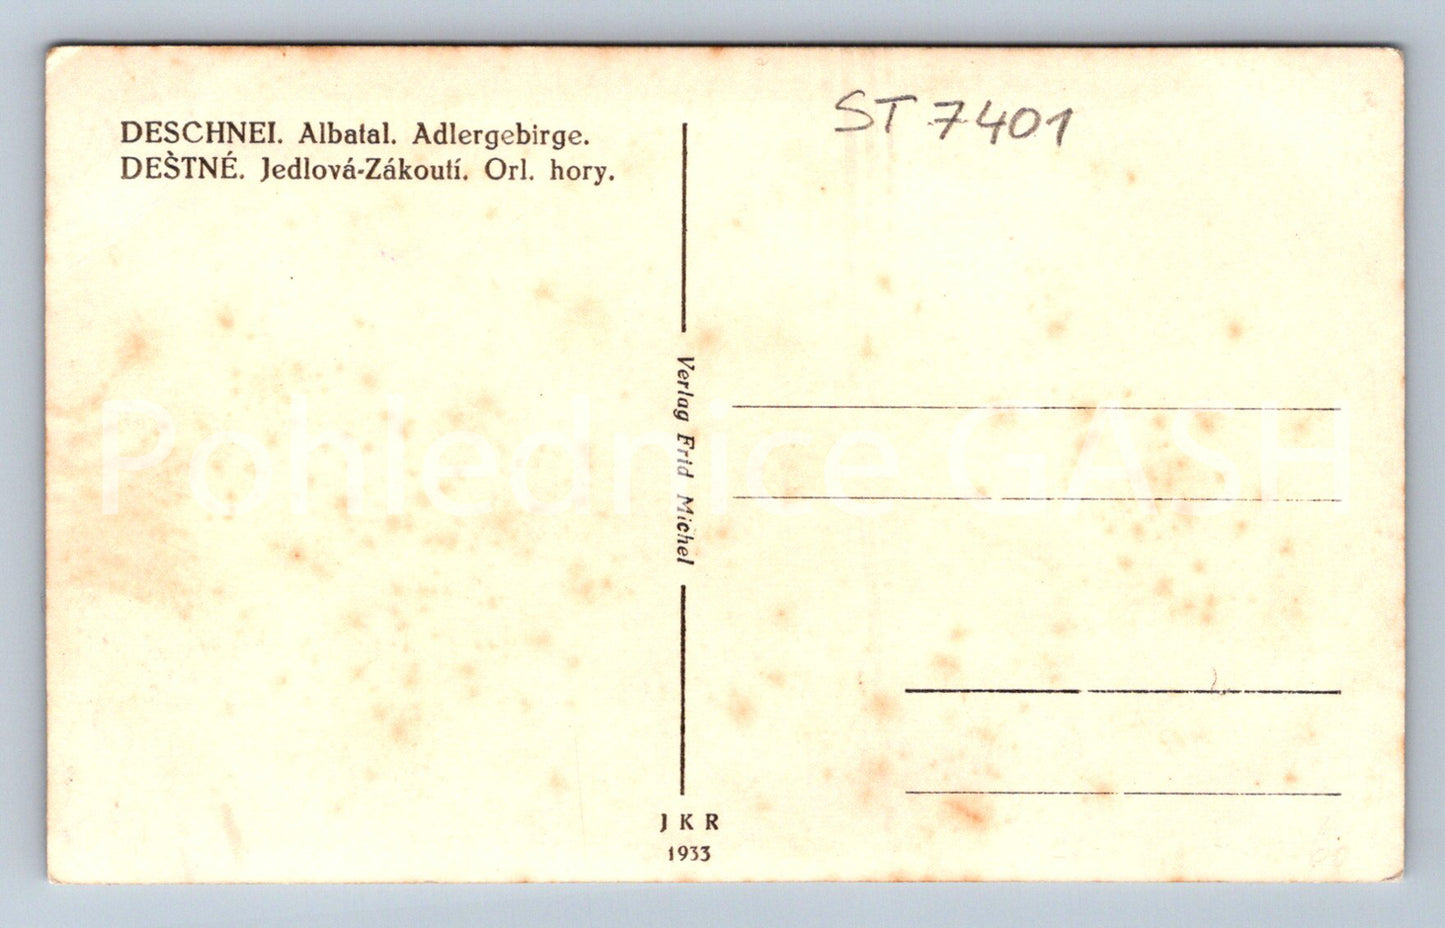 DESCHNEI. Albatal. Adlergebirge.
DEŠTNÉ. Jedlová-Zákoutí. Orl. hory.
ST 7401
Verlag Frid Michel
Pohlednice GASH
J K R
1933